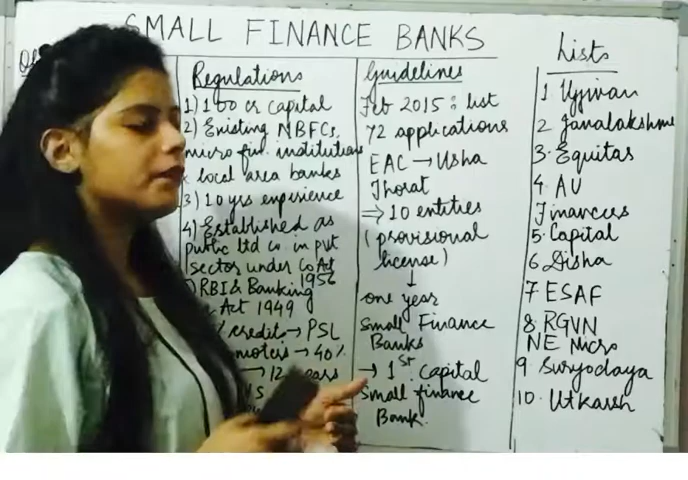 SMALL FINANCE BANKS
Regulations
1) 100 cr capital
2) Existing NBFCs,
micro fin. institutions
local area banks
3) 10 yrs experience
4) Established as
public ltd co in pvt
sector under Co Act
1956
RBI & Banking
Act 1949
% credit → PSL
→ 40%
→ 12 years
Guidelines
Feb 2015 : list
72 applications
EAC → Usha
Thorat
⇒ 10 entities
(provisional
license)
↓
one year
Small Finance
Banks
→ 1st Capital
Small finance
Bank.
Lists
1 Ujjivan
2 Janalakshmi
3. Equitas
4. AU
Financers
5. Capital
6 Disha
7 ESAF
8 RGVN
NE Micro
9 Suryodaya
10. Utkarsh